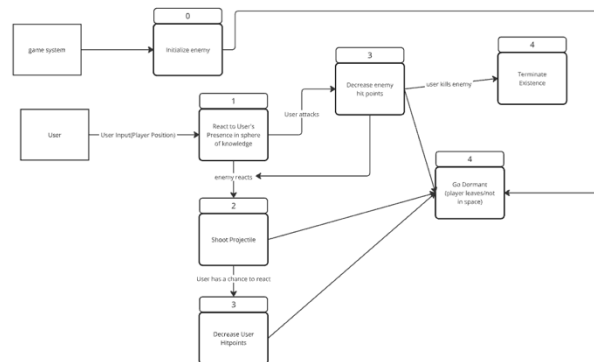 0
game system
Initialize enemy
3
4
Decrease enemy
hit points
user kills enemy
Terminate
Existence
1
User attacks
User
User Input(Player Position)
React to User's
Presence in sphere
of knowledge
4
enemy reacts
Go Dormant
(player leaves/not
in space)
2
Shoot Projectile
User has a chance to react
3
Decrease User
Hitpoints